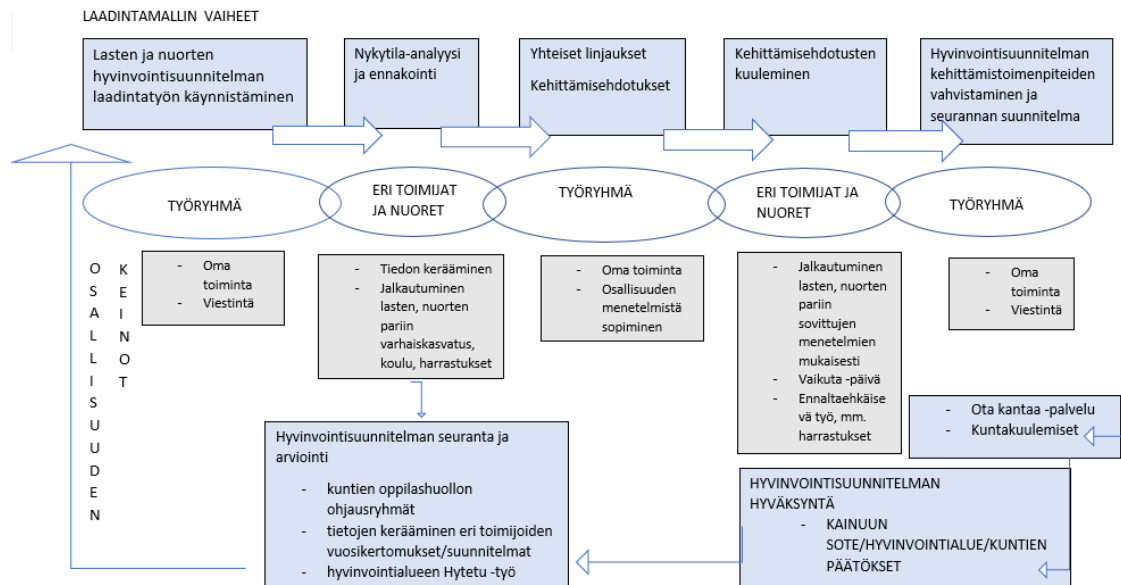 LAADINTAMALLIN VAIHEET
Lasten ja nuorten
hyvinvointisuunnitelman
laadintatyön käynnistäminen
Nykytila-analyysi
ja ennakointi
Yhteiset linjaukset
Kehittämisehdotukset
Kehittämisehdotusten
kuuleminen
Hyvinvointisuunnitelman
kehittämistoimenpiteiden
vahvistaminen ja
seurannan suunnitelma
TYÖRYHMÄ
ERI TOIMIJAT
JA NUORET
TYÖRYHMÄ
ERI TOIMIJAT JA
NUORET
TYÖRYHMÄ
OSALLISUUDEN
KEINOT
- Oma
toiminta
- Viestintä
- Tiedon kerääminen
- Jalkautuminen
lasten, nuorten
pariin
varhaiskasvatus,
koulu, harrastukset
- Oma toiminta
- Osallisuuden
menetelmistä
sopiminen
- Jalkautuminen
lasten, nuorten
pariin
sovittujen
menetelmien
mukaisesti
- Vaikuta -päivä
- Ennaltaehkäise
vä työ, mm.
harrastukset
- Oma
toiminta
- Viestintä
- Ota kantaa -palvelu
- Kuntakuulemiset
Hyvinvointisuunnitelman seuranta ja
arviointi
- kuntien oppilashuollon
ohjausryhmät
- tietojen kerääminen eri toimijoiden
vuosikertomukset/suunnitelmat
- hyvinvointialueen Hytetu -työ
HYVINVOINTISUUNNITELMAN
HYVÄKSYNTÄ
- KAINUUN
SOTE/HYVINVOINTIALUE/KUNTIEN
PÄÄTÖKSET